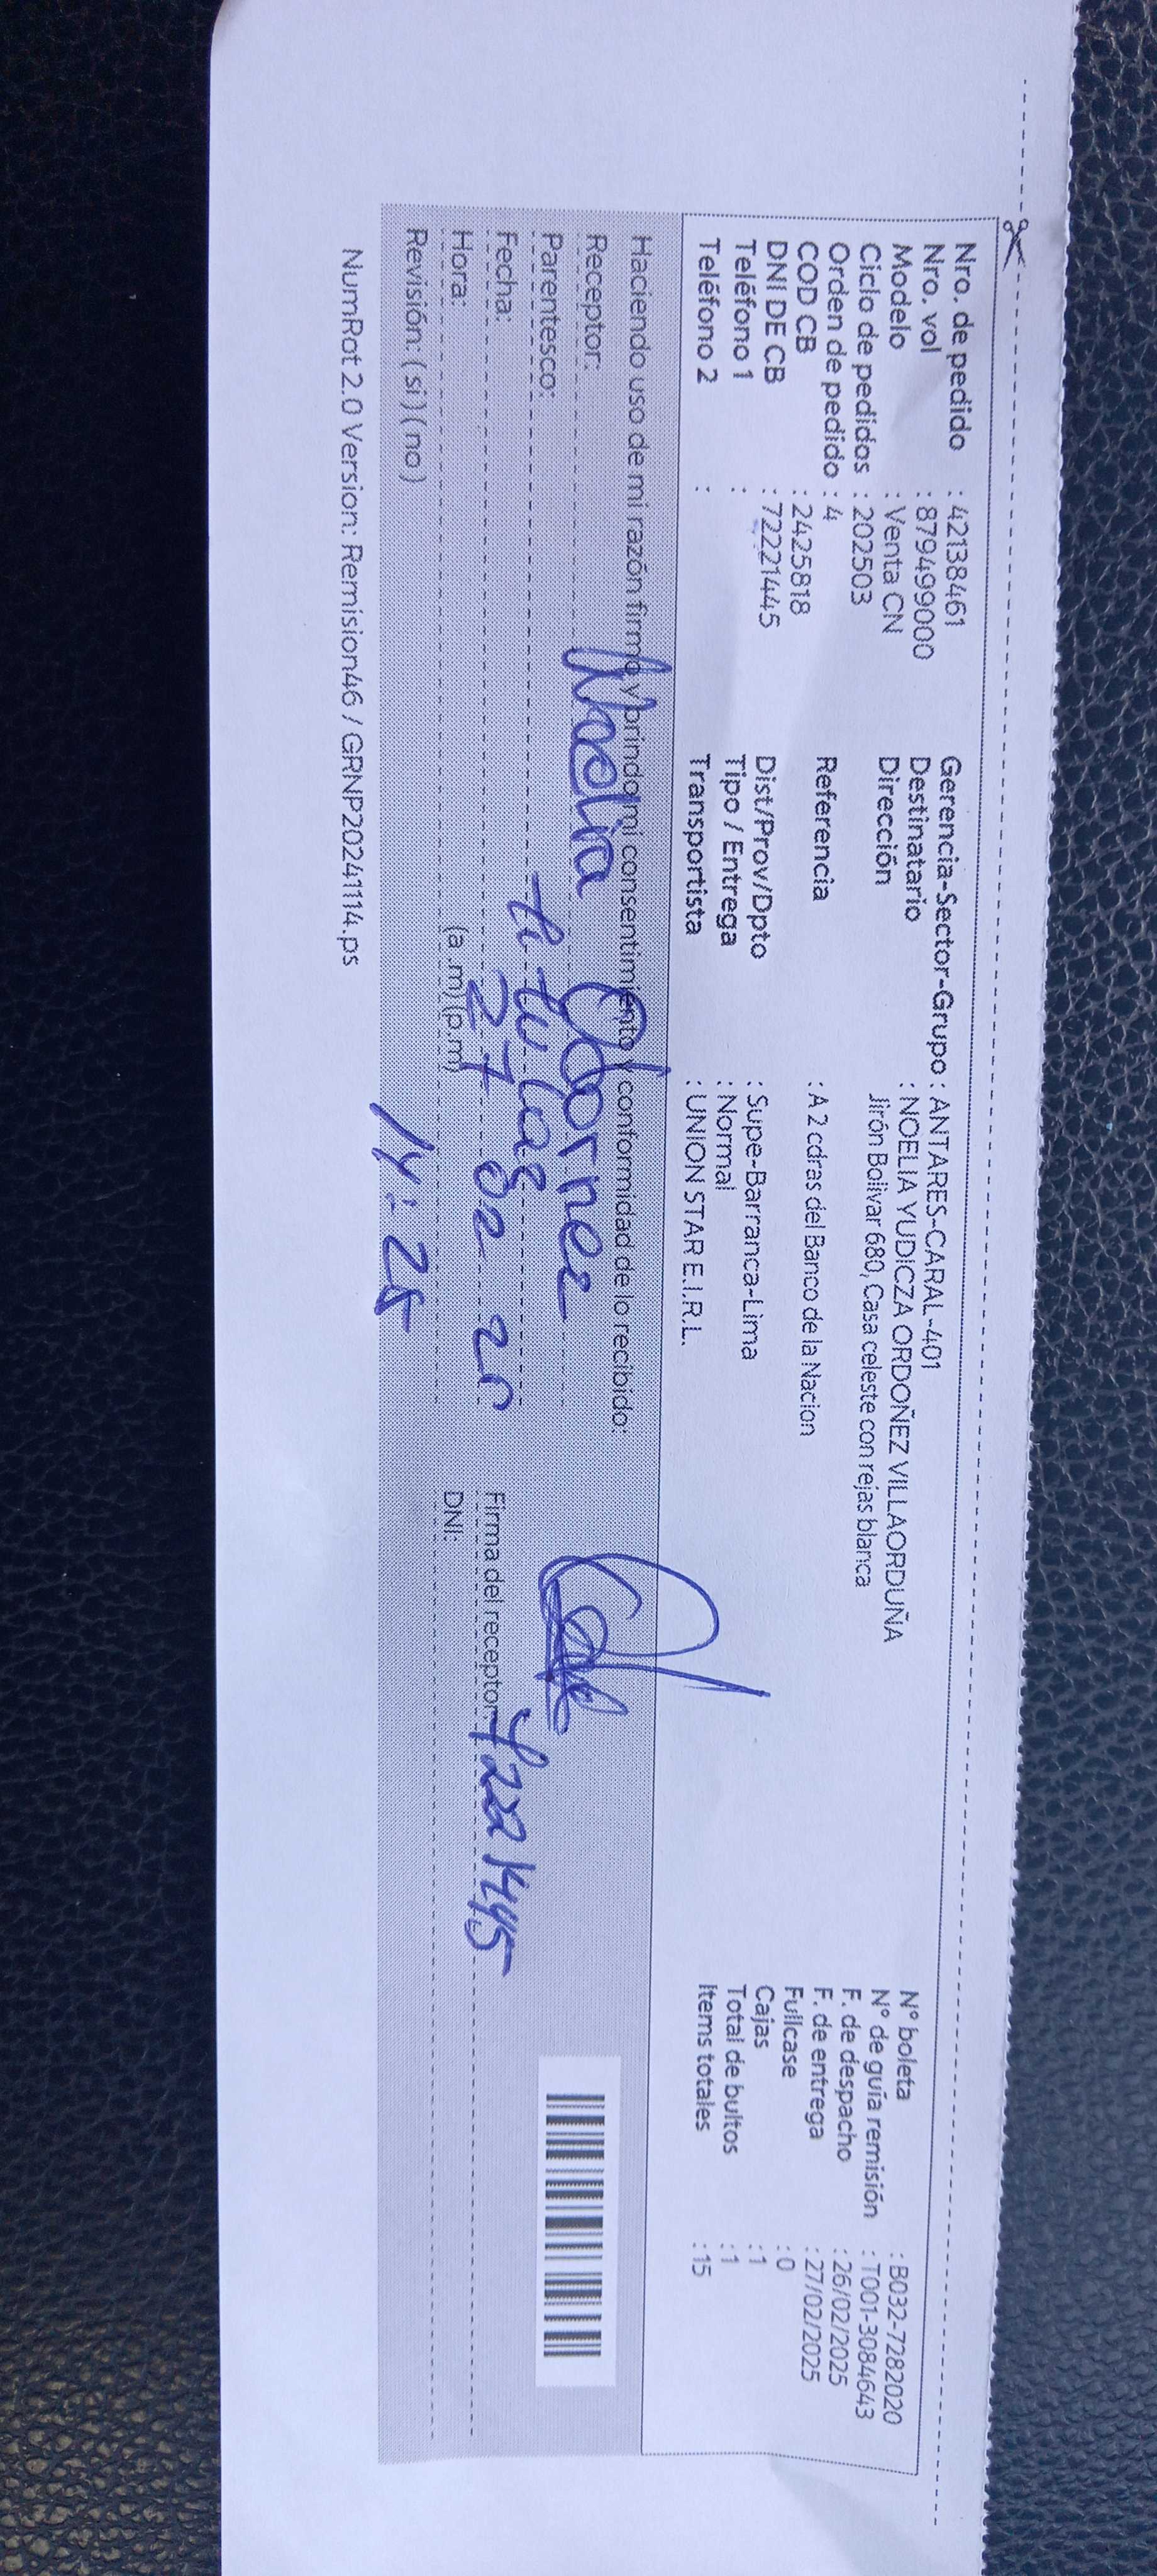 Nro. de pedido : 42138461
Nro. vol : 879499000
Modelo : Venta CN
Ciclo de pedidos : 202503
Orden de pedido : 4
COD CB : 2425818
DNI DE CB : 72221445
Teléfono 1 :
Teléfono 2 :
Gerencia-Sector-Grupo : ANTARES-CARAL-401
Destinatario : NOELIA YUDICZA ORDOÑEZ VILLAORDUÑA
Dirección Jirón Bolivar 680, Casa celeste con rejas blanca
Referencia : A 2 cdras del Banco de la Nacion
Dist/Prov/Dpto : Supe-Barranca-Lima
Tipo / Entrega : Normal
Transportista : UNION STAR E.I.R.L.
N° boleta : B032-7282020
N° de guía remisión : T001-3084643
F. de despacho : 26/02/2025
F. de entrega : 27/02/2025
Fullcase : 0
Cajas : 1
Total de bultos : 1
Items totales : 15
Haciendo uso de mi razón firmo y brindo mi consentimiento y conformidad de lo recibido:
Receptor: Noelia
Parentesco: titular
Fecha: 27 02 25
Hora: (a.m) (p.m) 14:25
Revisión: (si) (no)
Firma del receptor:
DNI: 72221445
NumRot 2.0 Version: Remision46 / GRNP20241114.ps